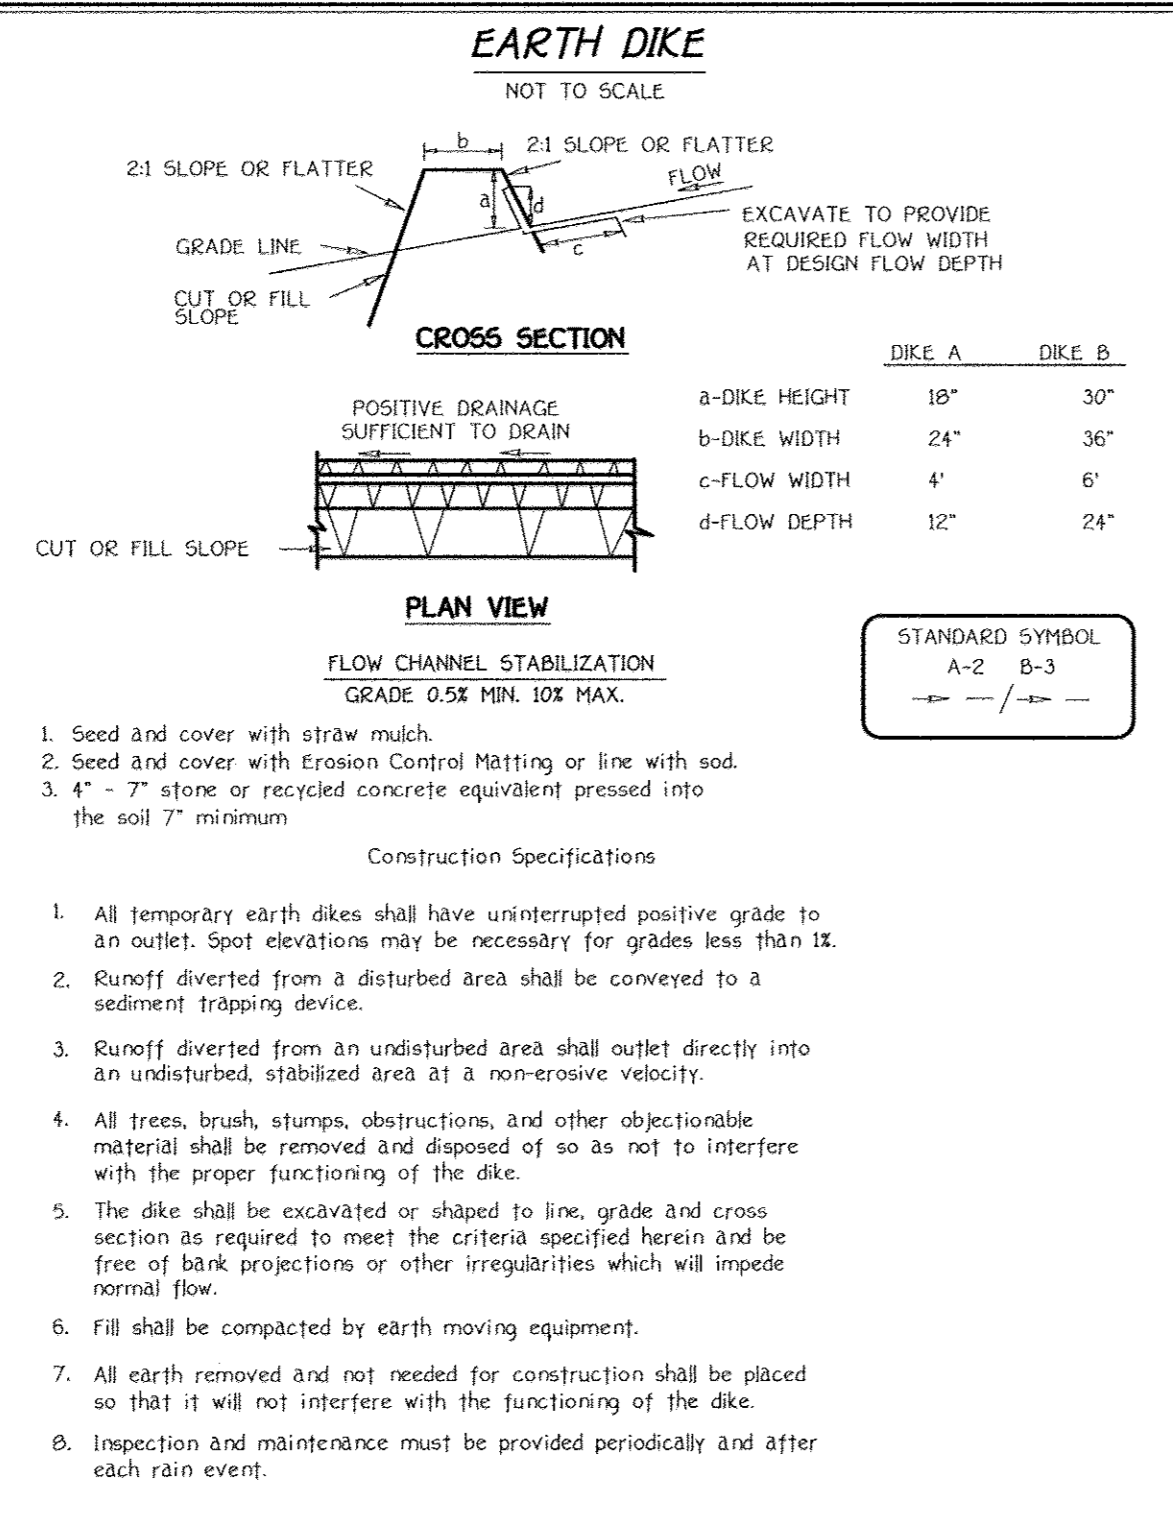 EARTH DIKE
NOT TO SCALE
b
2:1 SLOPE OR FLATTER
2:1 SLOPE OR FLATTER
FLOW
a
d
EXCAVATE TO PROVIDE
REQUIRED FLOW WIDTH
AT DESIGN FLOW DEPTH
GRADE LINE
c
CUT OR FILL
SLOPE
CROSS SECTION
DIKE A DIKE B
a-DIKE HEIGHT 18" 30"
b-DIKE WIDTH 24" 36"
c-FLOW WIDTH 4' 6'
d-FLOW DEPTH 12" 24"
POSITIVE DRAINAGE
SUFFICIENT TO DRAIN
CUT OR FILL SLOPE
PLAN VIEW
STANDARD SYMBOL
A-2 B-3
FLOW CHANNEL STABILIZATION
GRADE 0.5% MIN. 10% MAX.
1. Seed and cover with straw mulch.
2. Seed and cover with Erosion Control Matting or line with sod.
3. 4" - 7" stone or recycled concrete equivalent pressed into
the soil 7" minimum
Construction Specifications
1. All temporary earth dikes shall have uninterrupted positive grade to
an outlet. Spot elevations may be necessary for grades less than 1%.
2. Runoff diverted from a disturbed area shall be conveyed to a
sediment trapping device.
3. Runoff diverted from an undisturbed area shall outlet directly into
an undisturbed, stabilized area at a non-erosive velocity.
4. All trees, brush, stumps, obstructions, and other objectionable
material shall be removed and disposed of so as not to interfere
with the proper functioning of the dike.
5. The dike shall be excavated or shaped to line, grade and cross
section as required to meet the criteria specified herein and be
free of bank projections or other irregularities which will impede
normal flow.
6. Fill shall be compacted by earth moving equipment.
7. All earth removed and not needed for construction shall be placed
so that it will not interfere with the functioning of the dike.
8. Inspection and maintenance must be provided periodically and after
each rain event.